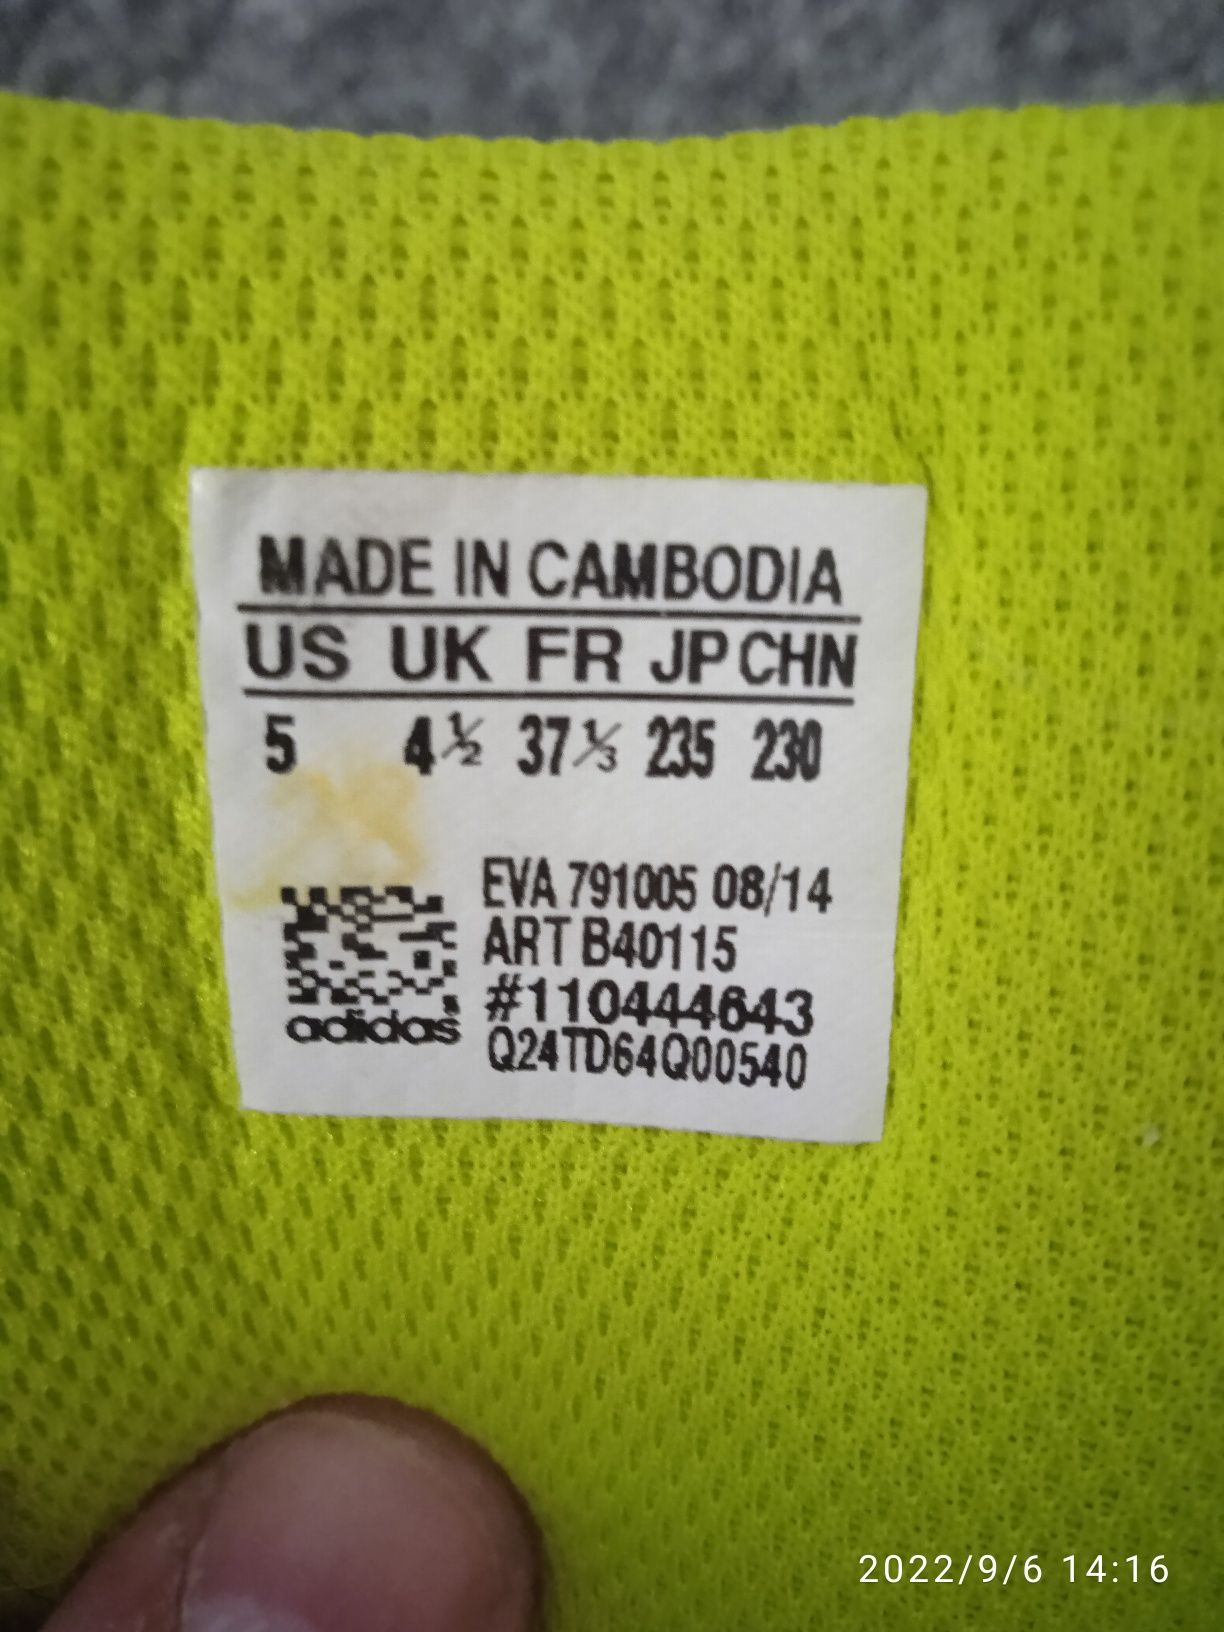 MADE IN CAMBODIA
US UK FR JP CHN
5 4½ 37⅓ 235 230
EVA 791005 08/14
ART B40115
#110444643
adidas Q24TD64Q00540
2022/9/6 14:16